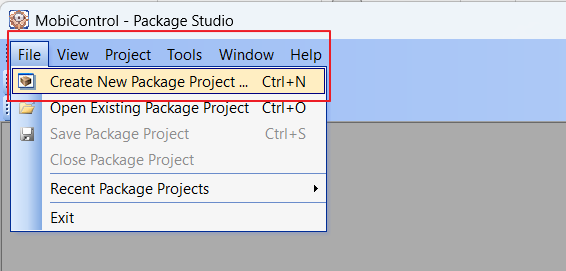 MobiControl - Package Studio
File View Project Tools Window Help
Create New Package Project ... Ctrl+N
Open Existing Package Project Ctrl+O
Save Package Project Ctrl+S
Close Package Project
Recent Package Projects
Exit